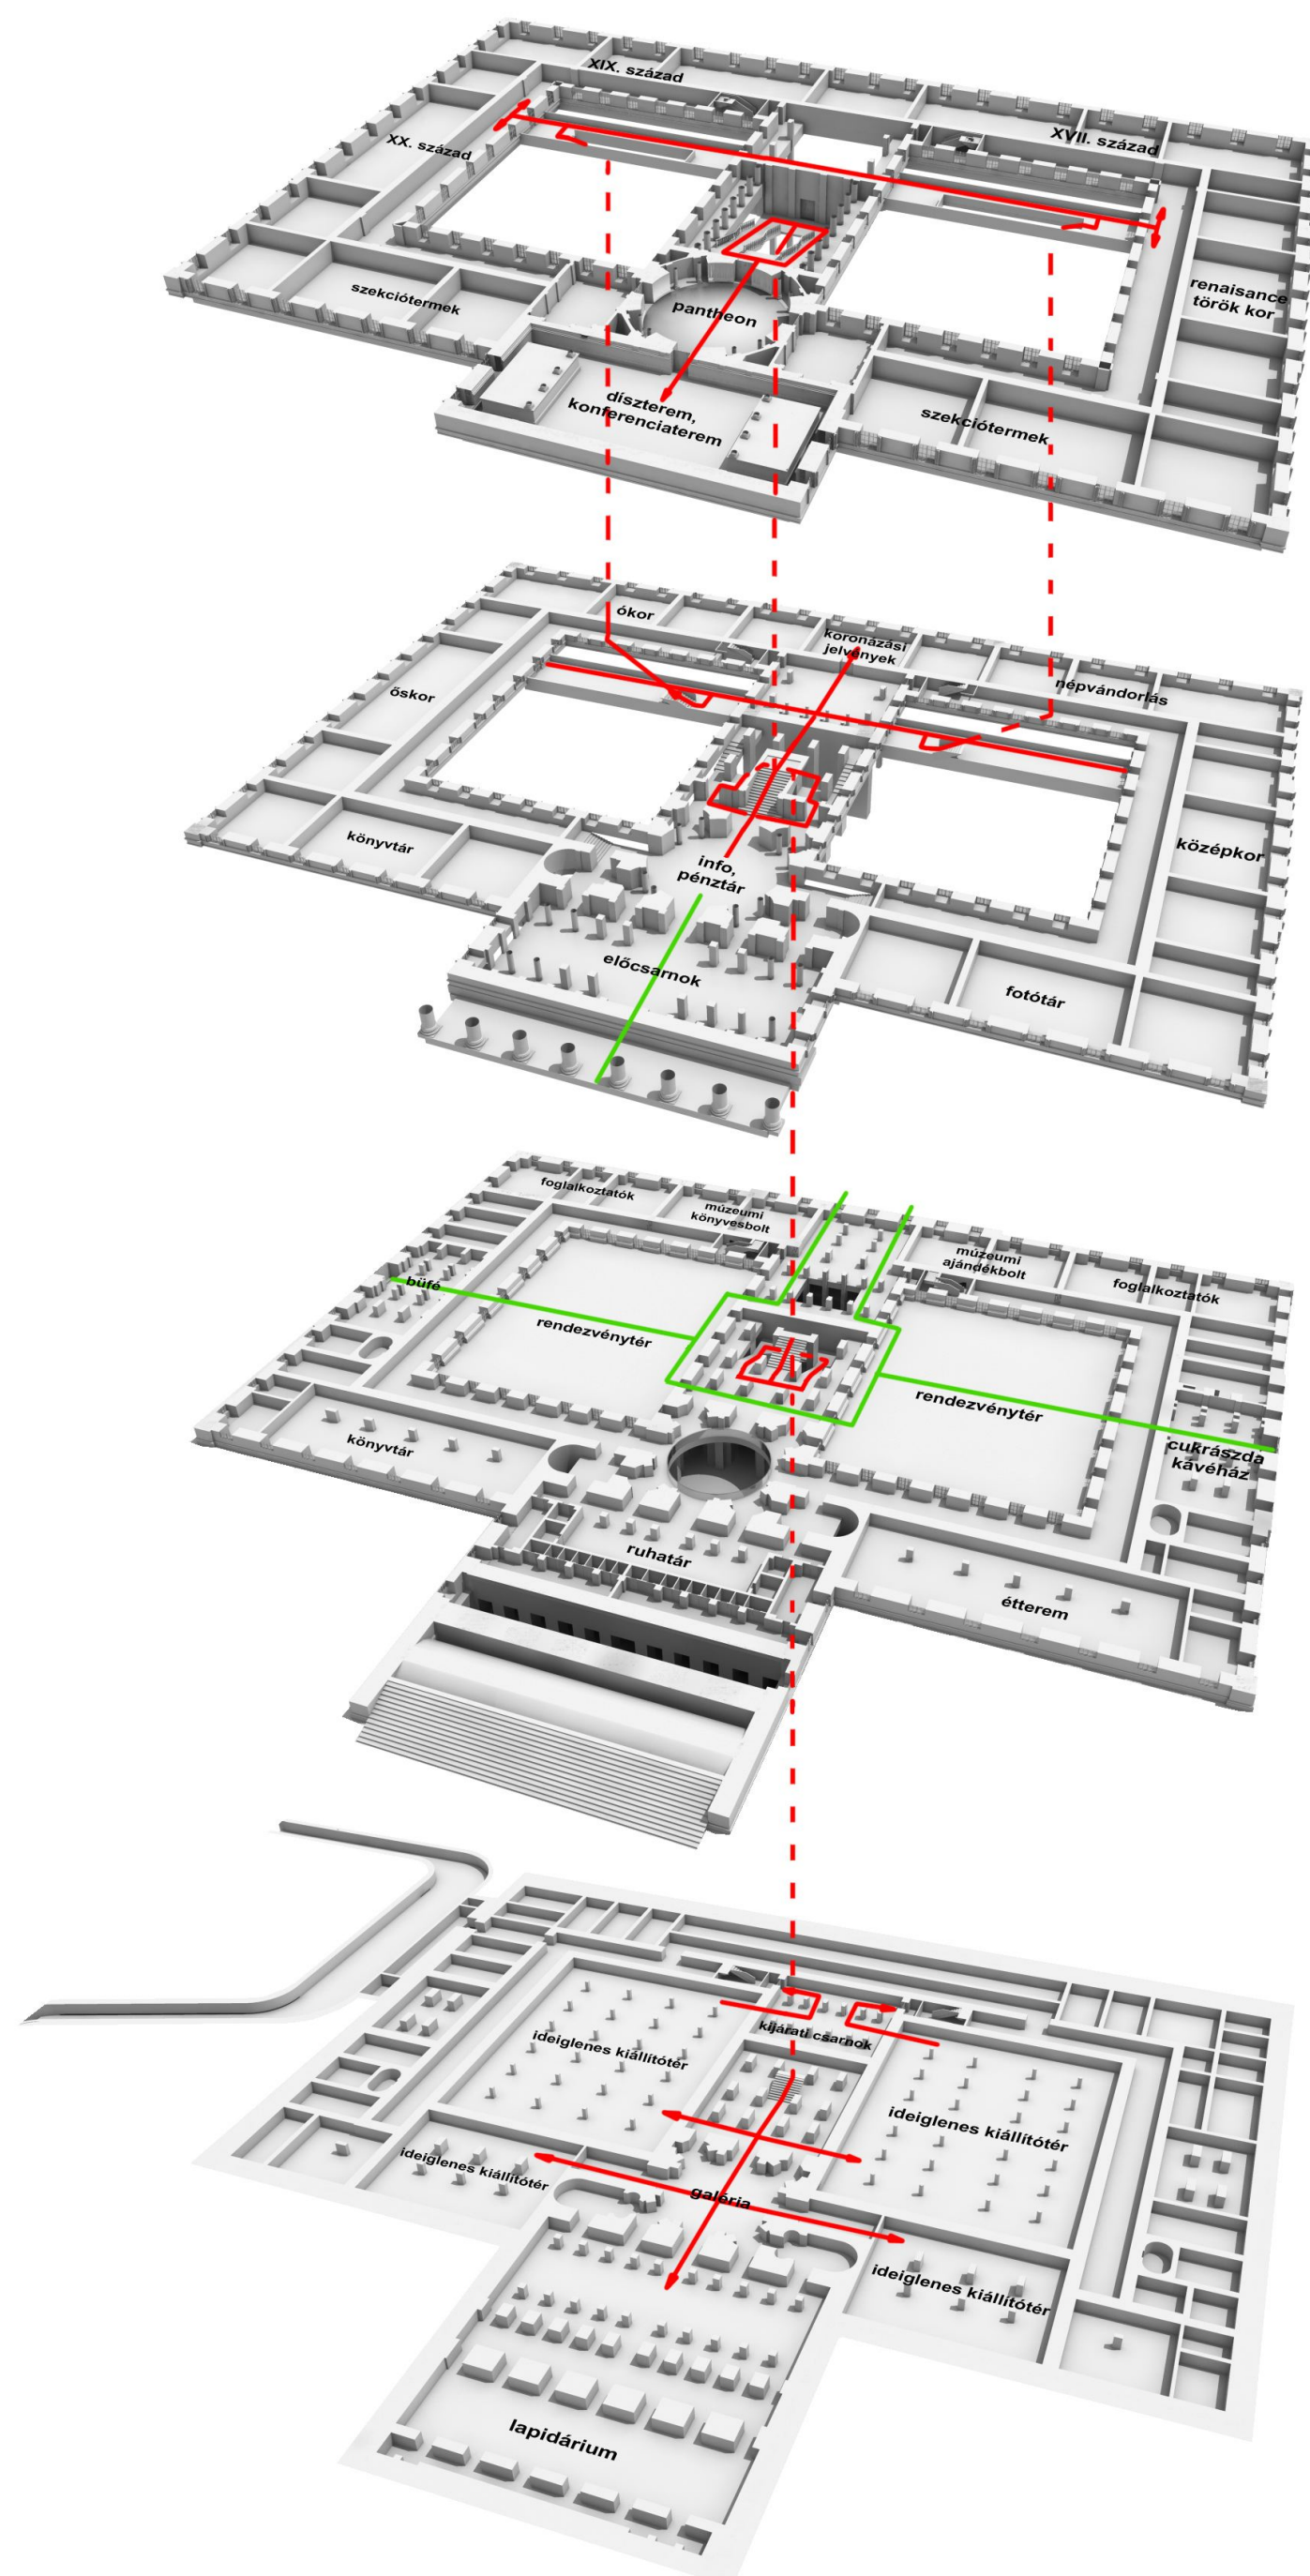 XIX. század
XVII. század
XX. század
szekciótermek
renaisance
török kor
pantheon
díszterem,
konferenciaterem
szekciótermek
ókor
koronázási
jelvények
népvándorlás
őskor
könyvtár
középkor
info,
pénztár
előcsarnok
fotótár
foglalkoztatók
múzeumi
könyvesbolt
múzeumi
ajándékbolt
foglalkoztatók
büfé
rendezvénytér
rendezvénytér
könyvtár
cukrászda
kávéház
ruhatár
étterem
kijárati csarnok
ideiglenes kiállítótér
ideiglenes kiállítótér
ideiglenes kiállítótér
galéria
ideiglenes kiállítótér
lapidárium